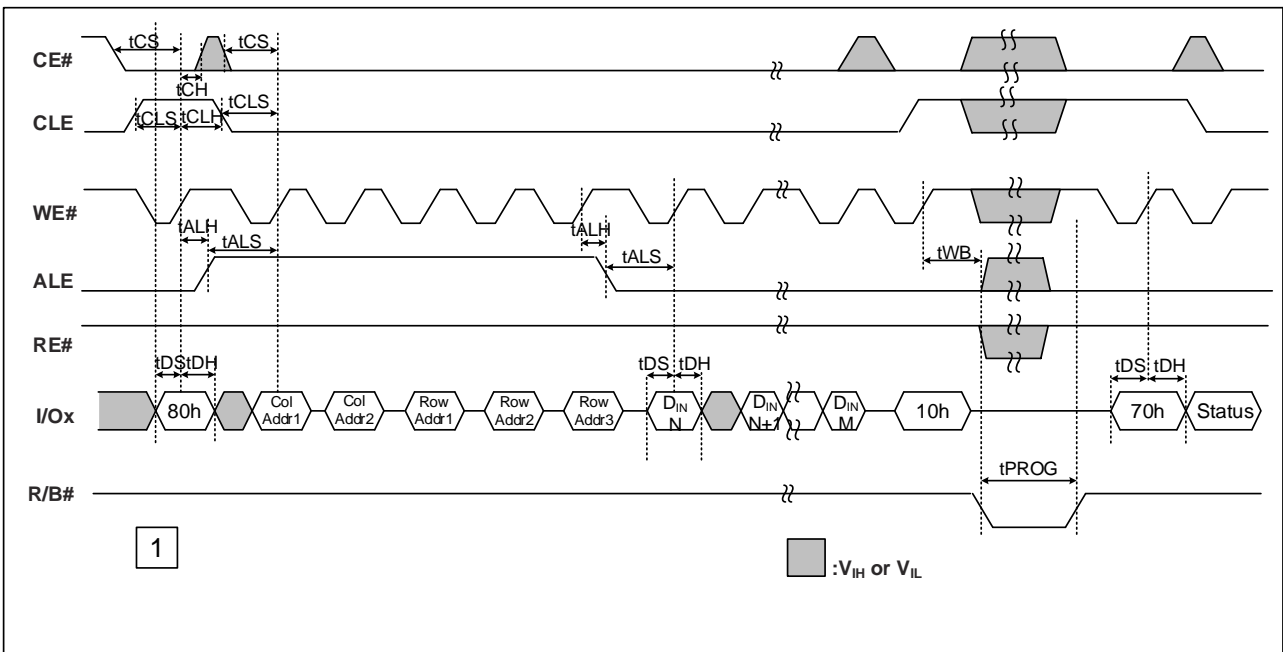 CE#
tCS
tCS
tCH
CLE
tCLS
tCLH
tCLS
WE#
tALH
tALS
tALH
tALS
ALE
tWB
RE#
tDS
tDH
tDS
tDH
tDS
tDH
I/Ox
80h
Col Addr1
Col Addr2
Row Addr1
Row Addr2
Row Addr3
DIN N
DIN N+1
DIN M
10h
70h
Status
tPROG
R/B#
1
:VIH or VIL